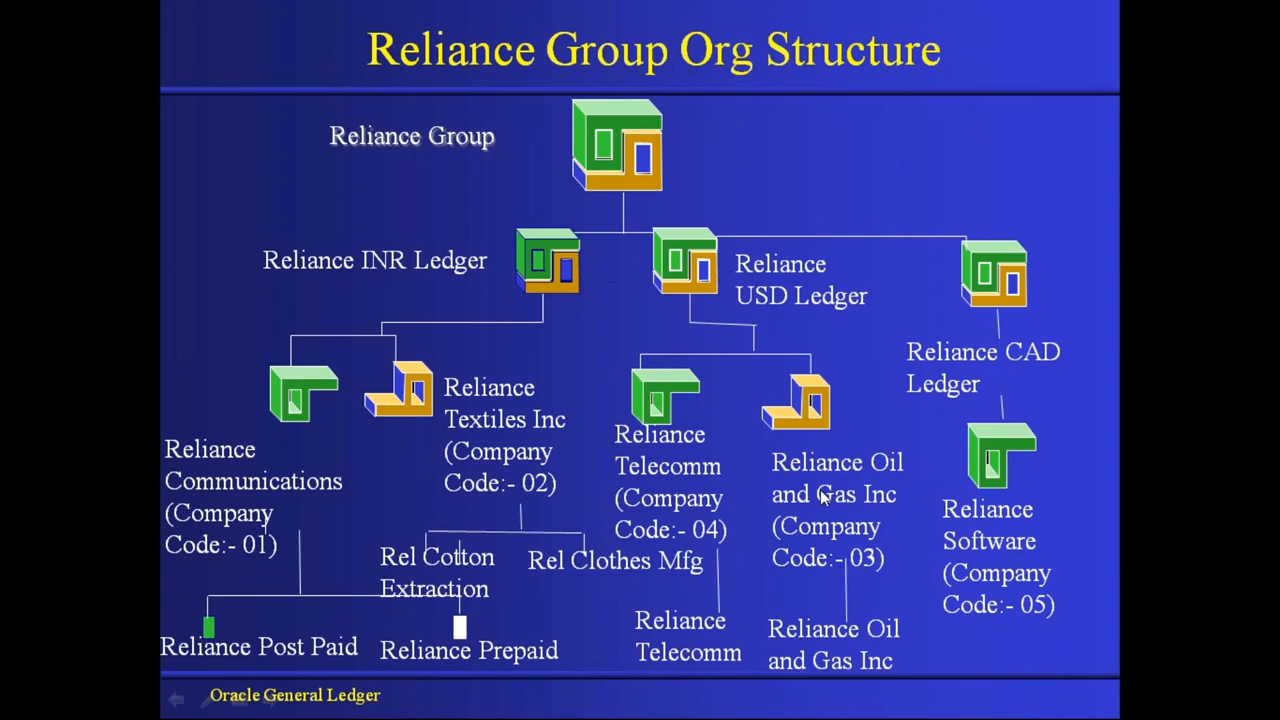 Reliance Group Org Structure
Reliance Group
Reliance INR Ledger
Reliance
USD Ledger
Reliance CAD
Ledger
Reliance
Communications
(Company
Code:- 01)
Reliance
Textiles Inc
(Company
Code:- 02)
Reliance
Telecomm
(Company
Code:- 04)
Reliance Oil
and Gas Inc
(Company
Code:- 03)
Reliance
Software
(Company
Code:- 05)
Rel Cotton
Extraction
Rel Clothes Mfg
Reliance Post Paid
Reliance Prepaid
Reliance
Telecomm
Reliance Oil
and Gas Inc
Oracle General Ledger